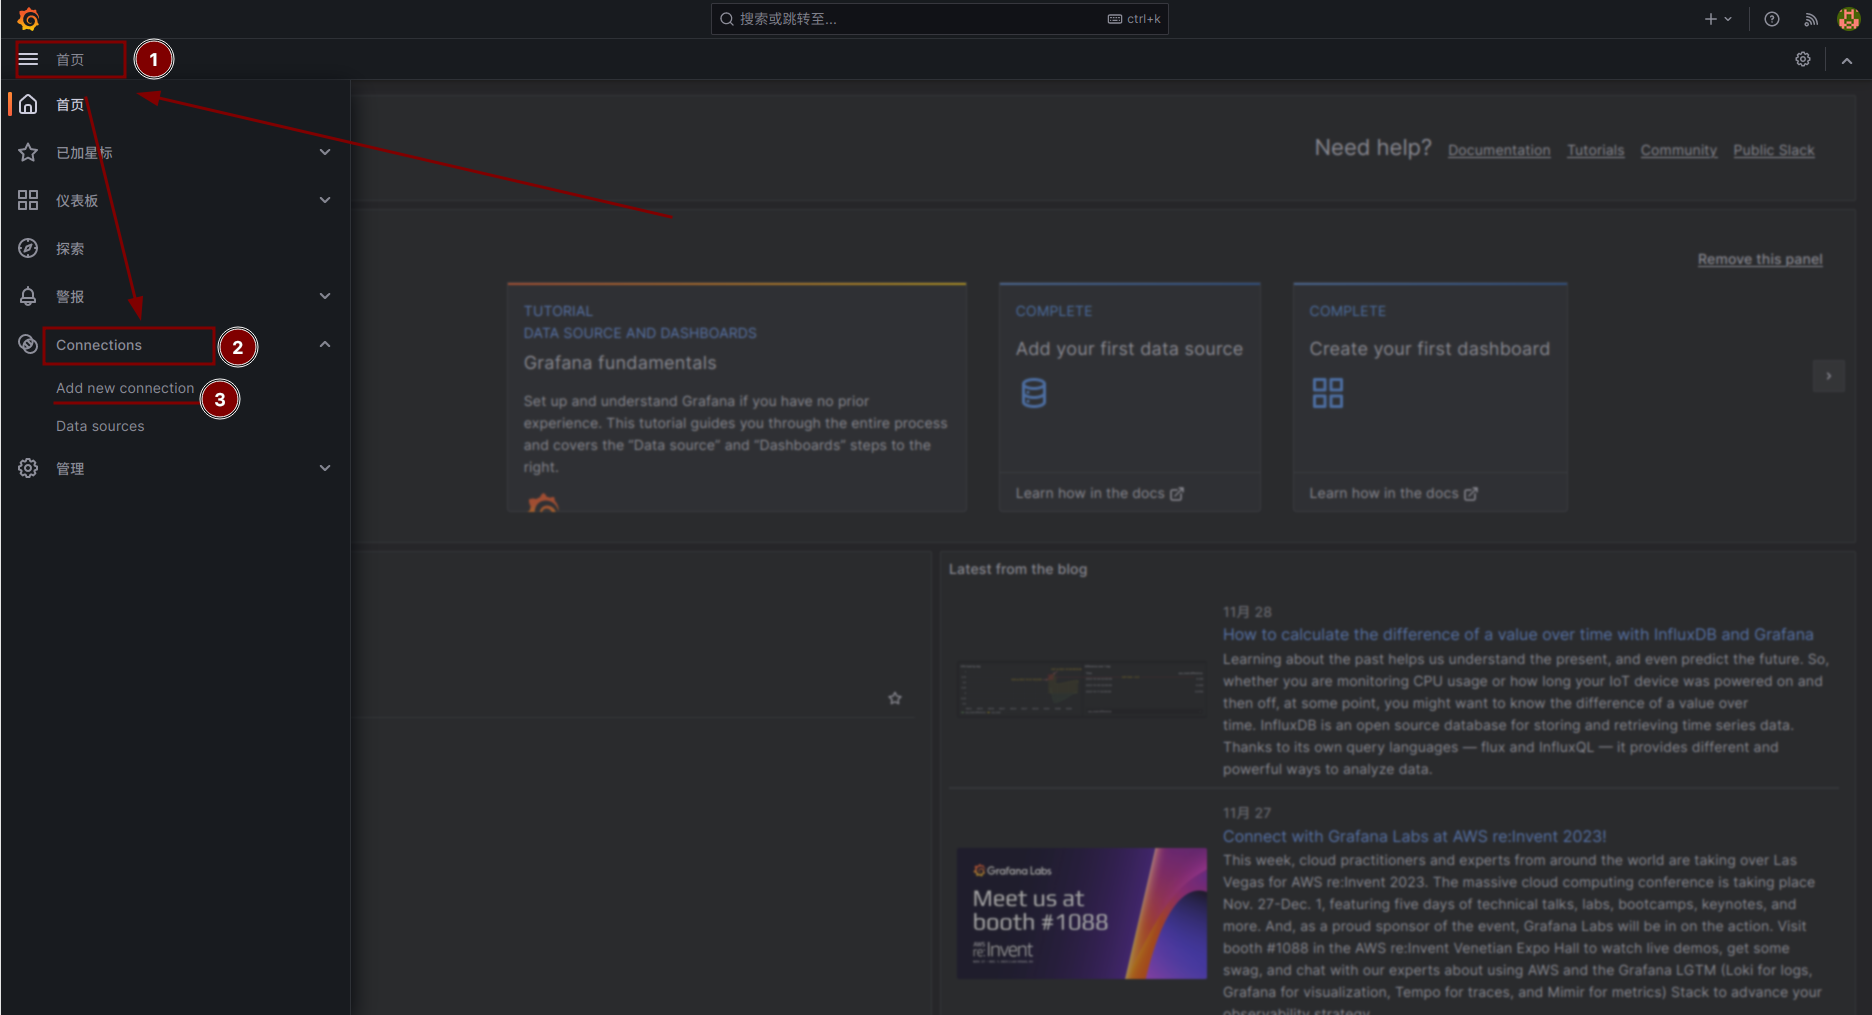 搜索或跳转至...
ctrl+k
首页
1
首页
已加星标
仪表板
探索
警报
Connections
2
Add new connection
3
Data sources
管理
Need help?
Documentation
Tutorials
Community
Public Slack
Remove this panel
TUTORIAL
DATA SOURCE AND DASHBOARDS
Grafana fundamentals
Set up and understand Grafana if you have no prior
experience. This tutorial guides you through the entire process
and covers the "Data source" and "Dashboards" steps to the
right.
COMPLETE
Add your first data source
Learn how in the docs
COMPLETE
Create your first dashboard
Learn how in the docs
Latest from the blog
11月 28
How to calculate the difference of a value over time with InfluxDB and Grafana
Learning about the past helps us understand the present, and even predict the future. So,
whether you are monitoring CPU usage or how long your IoT device was powered on and
then off, at some point, you might want to know the difference of a value over
time. InfluxDB is an open source database for storing and retrieving time series data.
Thanks to its own query languages — flux and InfluxQL — it provides different and
powerful ways to analyze data.
11月 27
Connect with Grafana Labs at AWS re:Invent 2023!
Grafana Labs
Meet us at
booth #1088
aws
re:Invent
This week, cloud practitioners and experts from around the world are taking over Las
Vegas for AWS re:Invent 2023. The massive cloud computing conference is taking place
Nov. 27-Dec. 1, featuring five days of technical talks, labs, bootcamps, keynotes, and
more. And, as a proud sponsor of the event, Grafana Labs will be in on the action. Visit
booth #1088 in the AWS re:Invent Venetian Expo Hall to watch live demos, get some
swag, and chat with our experts about using AWS and the Grafana LGTM (Loki for logs,
Grafana for visualization, Tempo for traces, and Mimir for metrics) Stack to advance your
observability strategy.